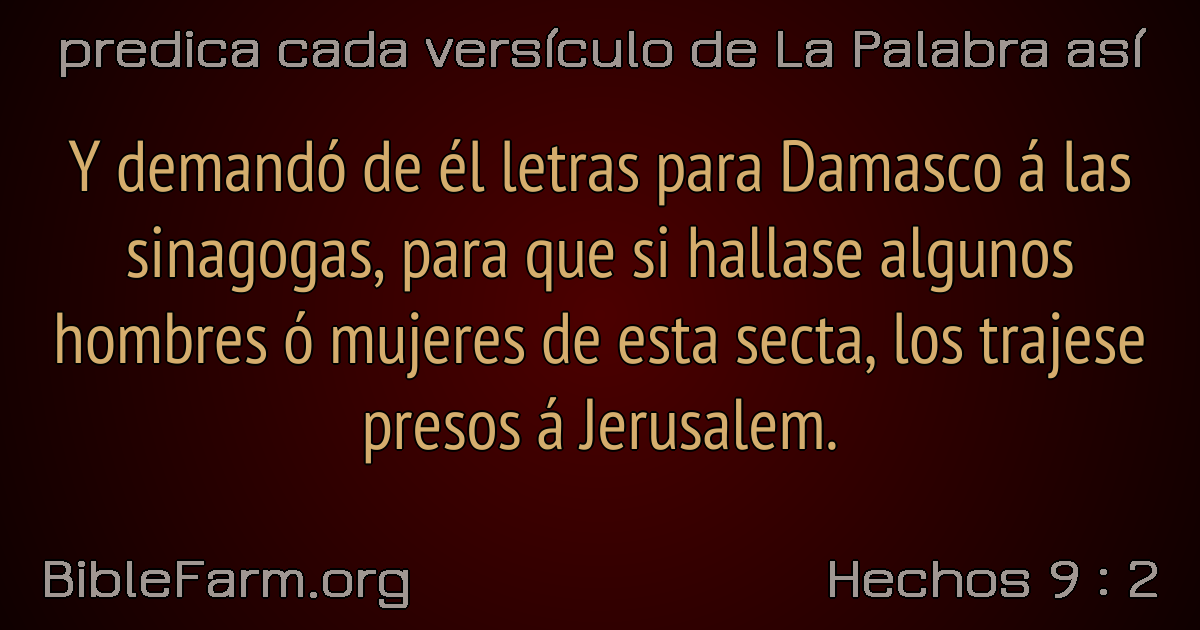 predica cada versículo de La Palabra así
Y demandó de él letras para Damasco á las
sinagogas, para que si hallase algunos
hombres ó mujeres de esta secta, los trajese
presos á Jerusalem.
BibleFarm.org
Hechos 9 : 2